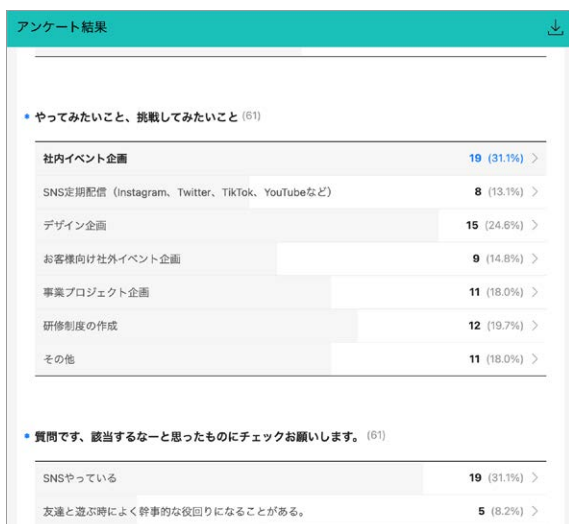 アンケート結果
やってみたいこと、挑戦してみたいこと (61)
社内イベント企画 19 (31.1%)
SNS定期配信（Instagram、Twitter、TikTok、YouTubeなど） 8 (13.1%)
デザイン企画 15 (24.6%)
お客様向け社外イベント企画 9 (14.8%)
事業プロジェクト企画 11 (18.0%)
研修制度の作成 12 (19.7%)
その他 11 (18.0%)
質問です、該当するなーと思ったものにチェックお願いします。 (61)
SNSやっている 19 (31.1%)
友達と遊ぶ時によく幹事的な役回りになることがある。 5 (8.2%)